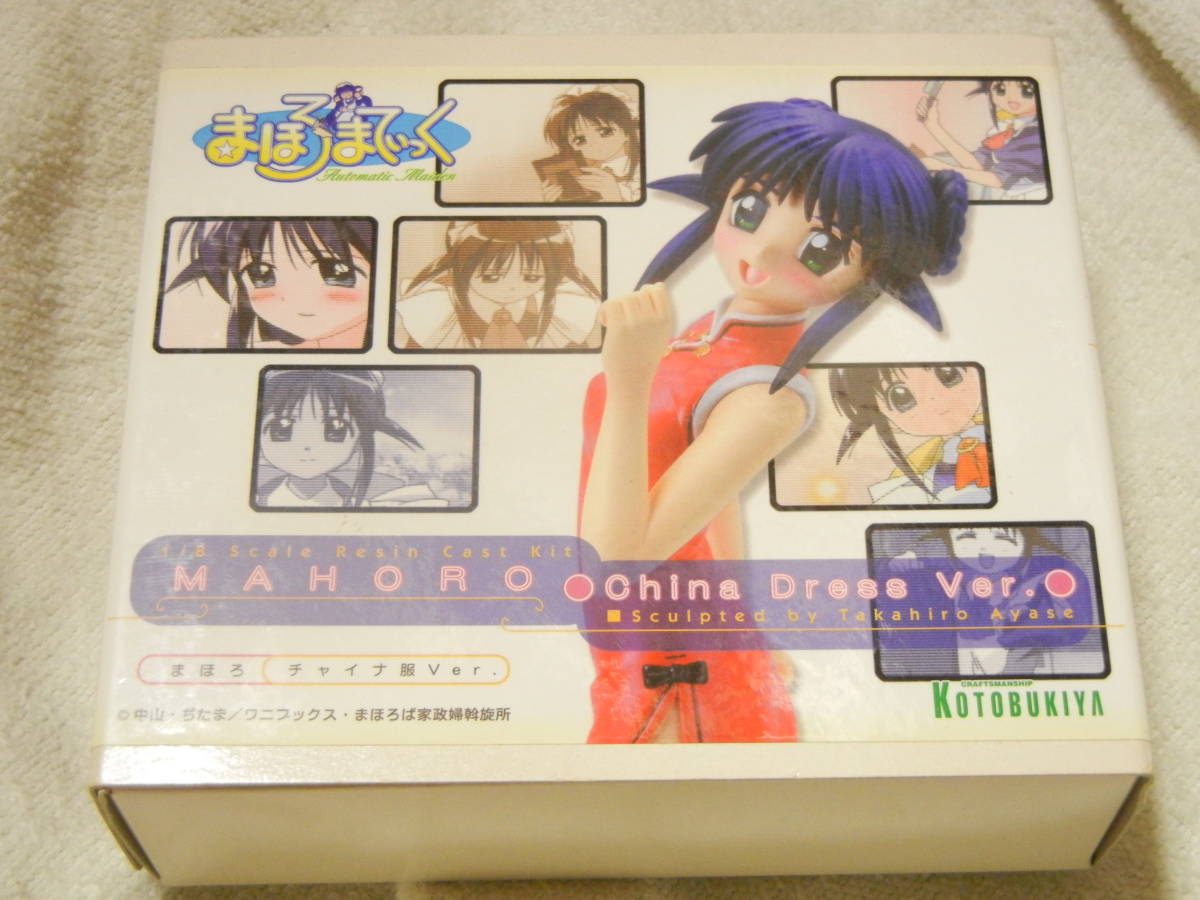 まほろまてぃっく
Automatic Maiden
1/8 Scale Resin Cast Kit
MAHORO
China Dress Ver.
■Sculpted by Takahiro Ayase
まほろ チャイナ服Ver.
©中山・ぢたま/ワニブックス・まほろば家政婦斡旋所
CRAFTSMANSHIP
KOTOBUKIYA